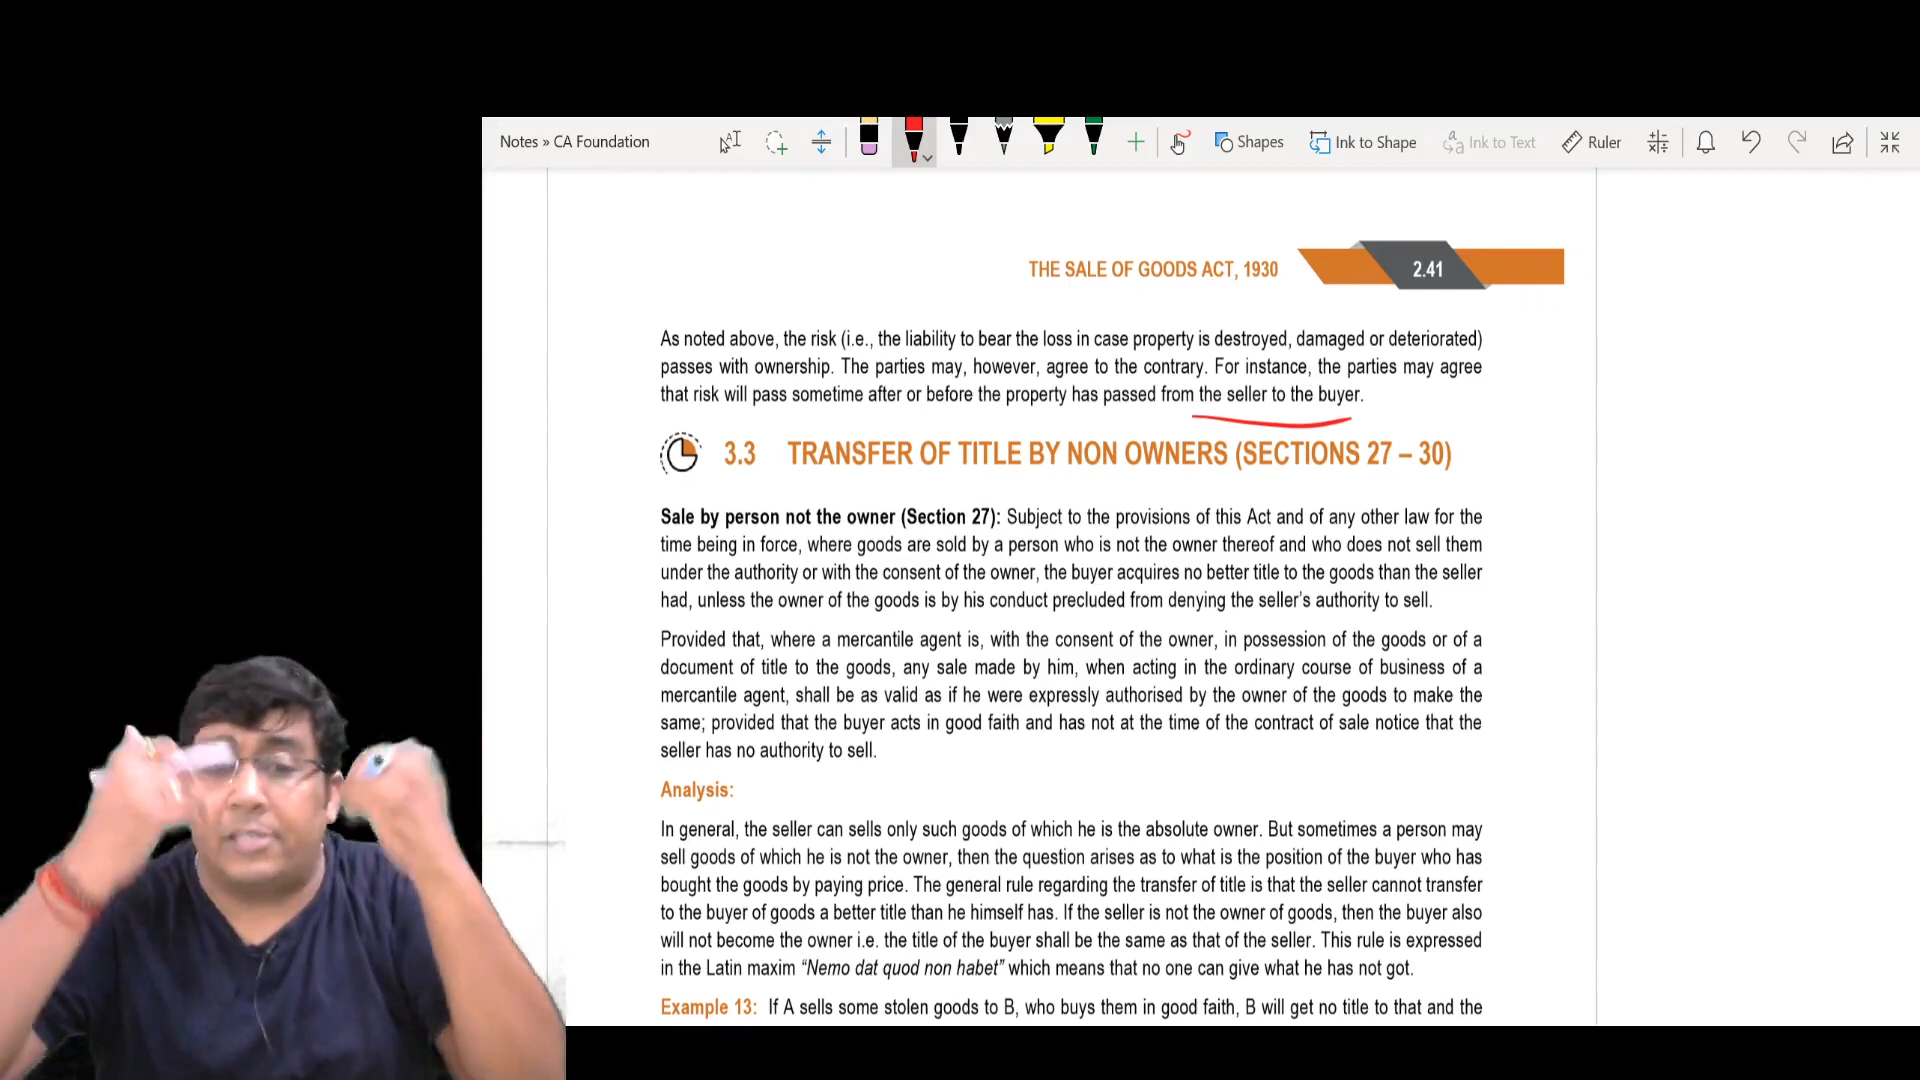 Notes » CA Foundation
Shapes
Ink to Shape
Ink to Text
Ruler
THE SALE OF GOODS ACT, 1930
2.41
As noted above, the risk (i.e., the liability to bear the loss in case property is destroyed, damaged or deteriorated)
passes with ownership. The parties may, however, agree to the contrary. For instance, the parties may agree
that risk will pass sometime after or before the property has passed from the seller to the buyer.
3.3 TRANSFER OF TITLE BY NON OWNERS (SECTIONS 27 – 30)
Sale by person not the owner (Section 27): Subject to the provisions of this Act and of any other law for the
time being in force, where goods are sold by a person who is not the owner thereof and who does not sell them
under the authority or with the consent of the owner, the buyer acquires no better title to the goods than the seller
had, unless the owner of the goods is by his conduct precluded from denying the seller's authority to sell.
Provided that, where a mercantile agent is, with the consent of the owner, in possession of the goods or of a
document of title to the goods, any sale made by him, when acting in the ordinary course of business of a
mercantile agent, shall be as valid as if he were expressly authorised by the owner of the goods to make the
same; provided that the buyer acts in good faith and has not at the time of the contract of sale notice that the
seller has no authority to sell.
Analysis:
In general, the seller can sells only such goods of which he is the absolute owner. But sometimes a person may
sell goods of which he is not the owner, then the question arises as to what is the position of the buyer who has
bought the goods by paying price. The general rule regarding the transfer of title is that the seller cannot transfer
to the buyer of goods a better title than he himself has. If the seller is not the owner of goods, then the buyer also
will not become the owner i.e. the title of the buyer shall be the same as that of the seller. This rule is expressed
in the Latin maxim "Nemo dat quod non habet" which means that no one can give what he has not got.
Example 13: If A sells some stolen goods to B, who buys them in good faith, B will get no title to that and the